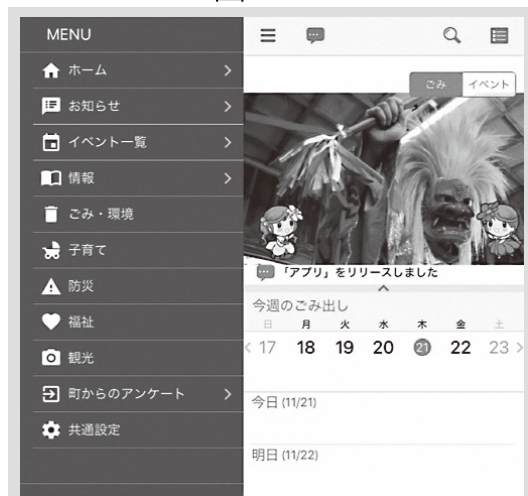 MENU
ホーム
お知らせ
イベント一覧
情報
ごみ・環境
子育て
防災
福祉
観光
町からのアンケート
共通設定
ごみ イベント
「アプリ」をリリースしました
今週のごみ出し
日 月 火 水 木 金 土
17 18 19 20 21 22 23
今日 (11/21)
明日 (11/22)